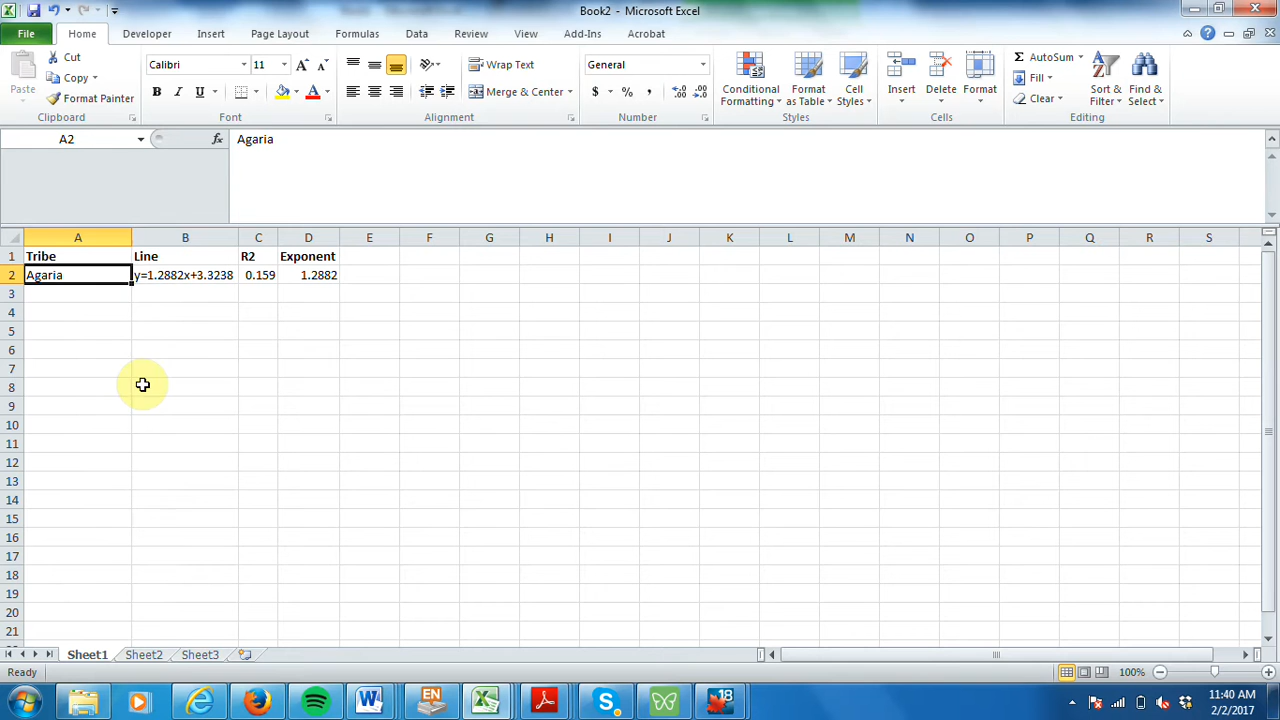 Book2 - Microsoft Excel
File Home Developer Insert Page Layout Formulas Data Review View Add-Ins Acrobat
Paste
Cut
Copy
Format Painter
Clipboard
Calibri 11
B I U
Font
Wrap Text
Merge & Center
Alignment
General
$ % ,
Number
Conditional Formatting
Format as Table
Cell Styles
Styles
Insert Delete Format
Cells
AutoSum
Fill
Clear
Sort & Filter
Find & Select
Editing
A2 fx Agaria
A B C D E F G H I J K L M N O P Q R S
1 Tribe Line R2 Exponent
2 Agaria y=1.2882x+3.3238 0.159 1.2882
3
4
5
6
7
8
9
10
11
12
13
14
15
16
17
18
19
20
21
Sheet1 Sheet2 Sheet3
Ready 100%
W EN 18
11:40 AM
2/2/2017